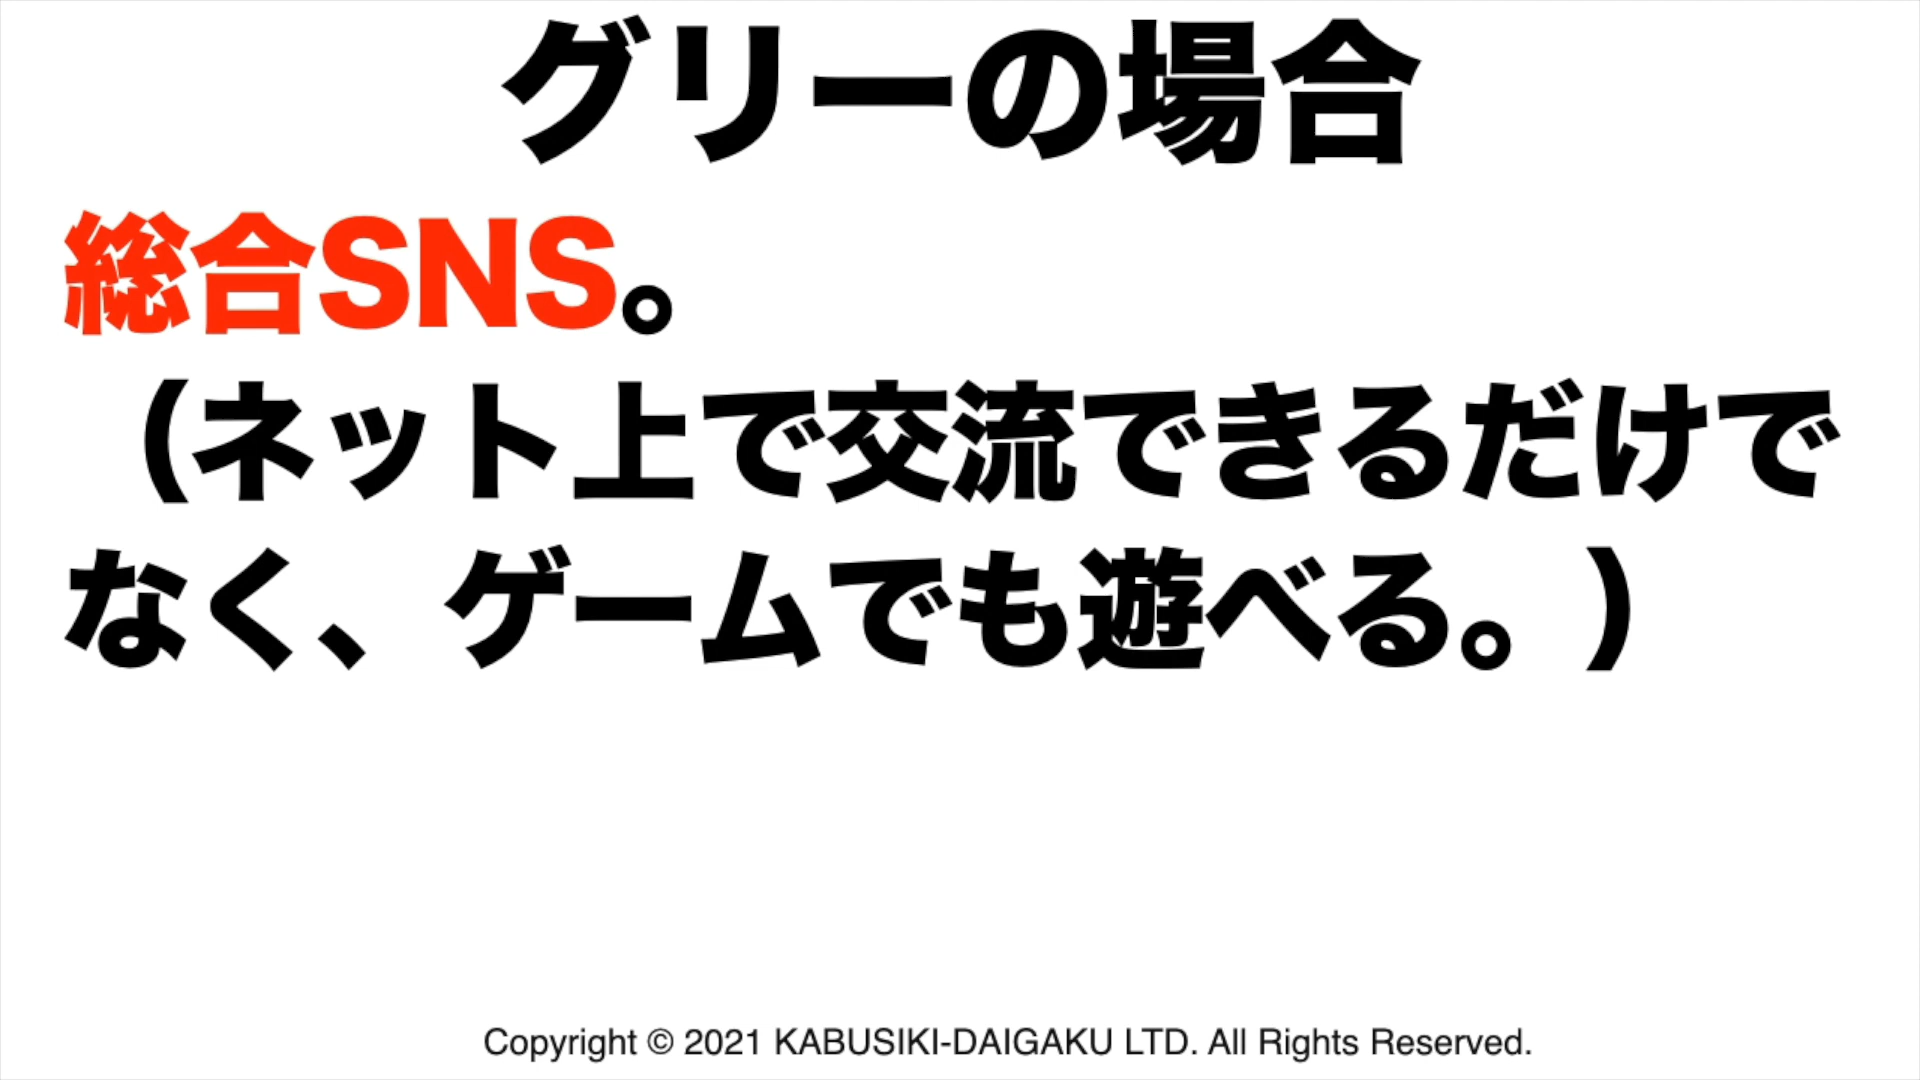 グリーの場合
総合SNS。
（ネット上で交流できるだけで
なく、ゲームでも遊べる。）
Copyright © 2021 KABUSIKI-DAIGAKU LTD. All Rights Reserved.